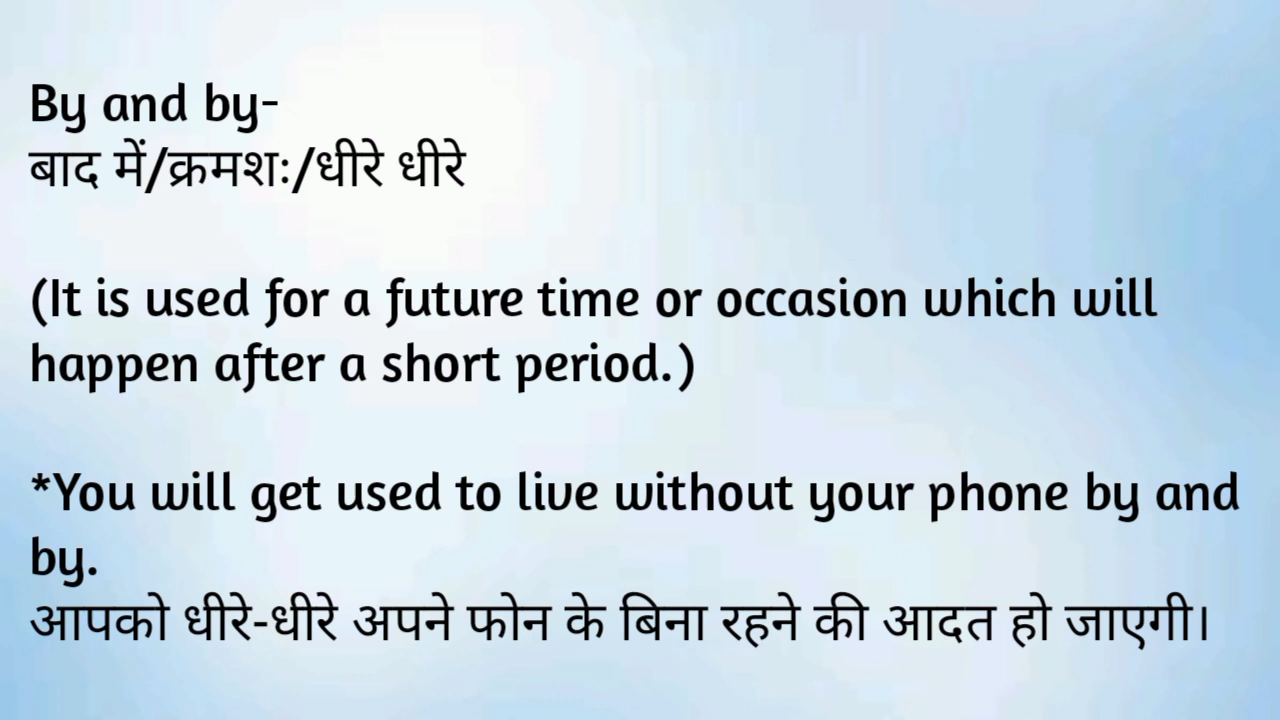 By and by-
बाद में/क्रमशः/धीरे धीरे
(It is used for a future time or occasion which will
happen after a short period.)
*You will get used to live without your phone by and
by.
आपको धीरे-धीरे अपने फोन के बिना रहने की आदत हो जाएगी।